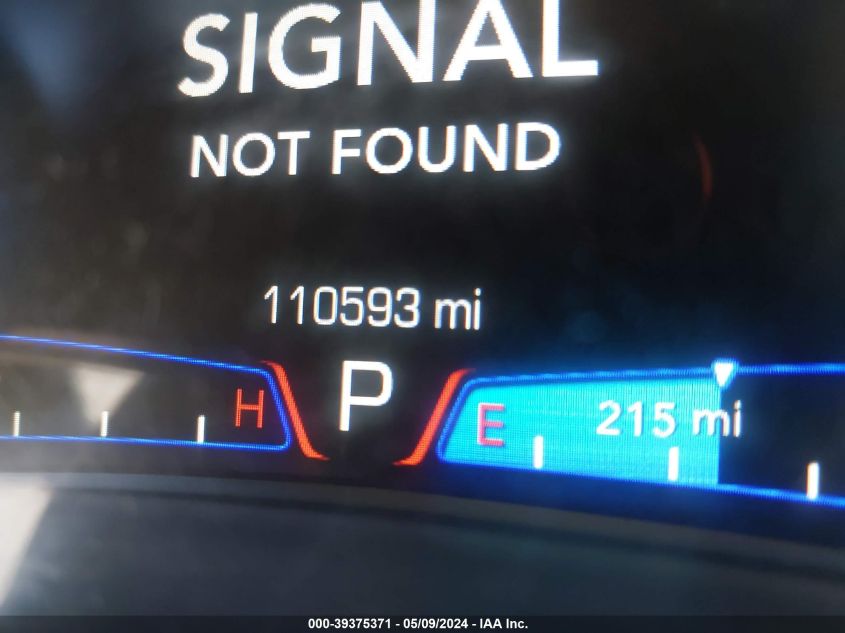 SIGNAL
NOT FOUND
110593 mi
H P E 215 mi
000-39375371 - 05/09/2024 - IAA Inc.